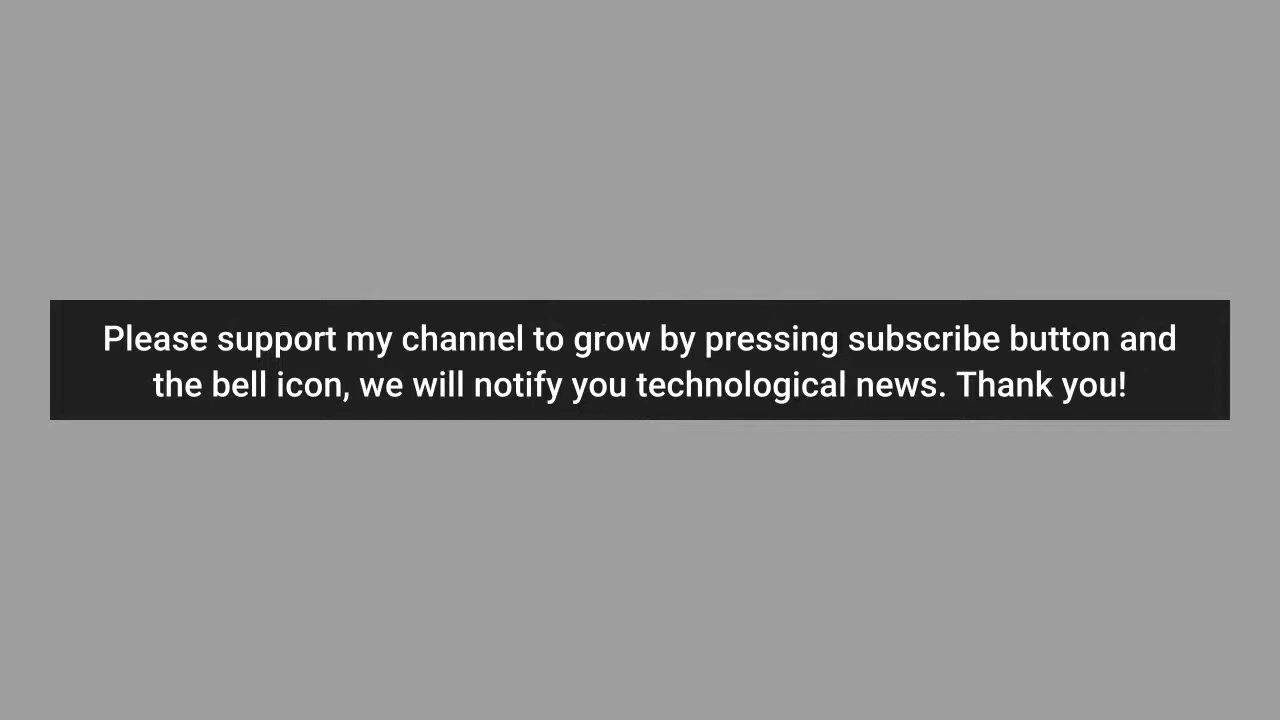 Please support my channel to grow by pressing subscribe button and
the bell icon, we will notify you technological news. Thank you!